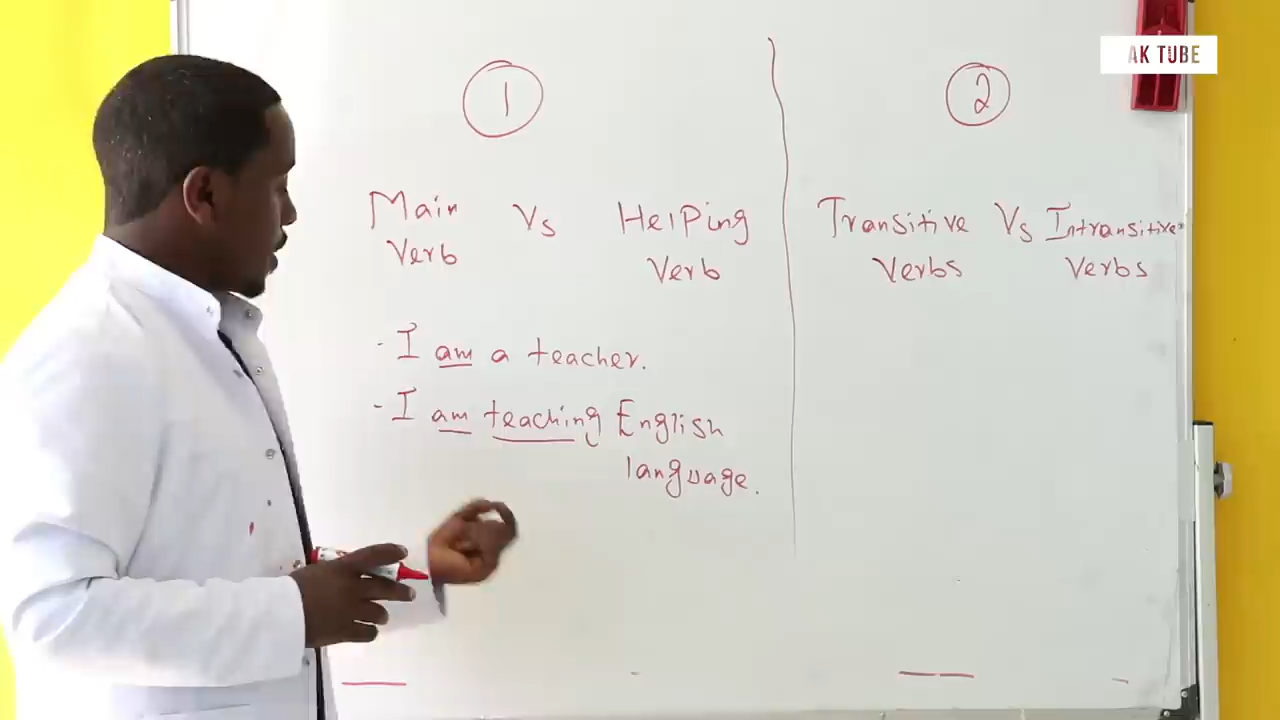 AK TUBE
1
Main Vs Helping
Verb Verb
- I am a teacher.
- I am teaching English
language.
2
Transitive Vs Intransitive
Verbs Verbs